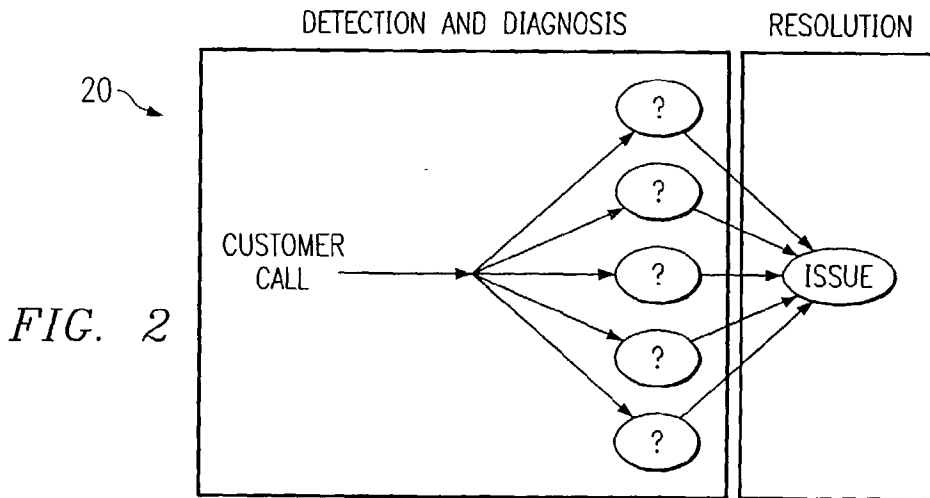 DETECTION AND DIAGNOSIS
RESOLUTION
20
?
?
CUSTOMER
CALL
?
ISSUE
FIG. 2
?
?